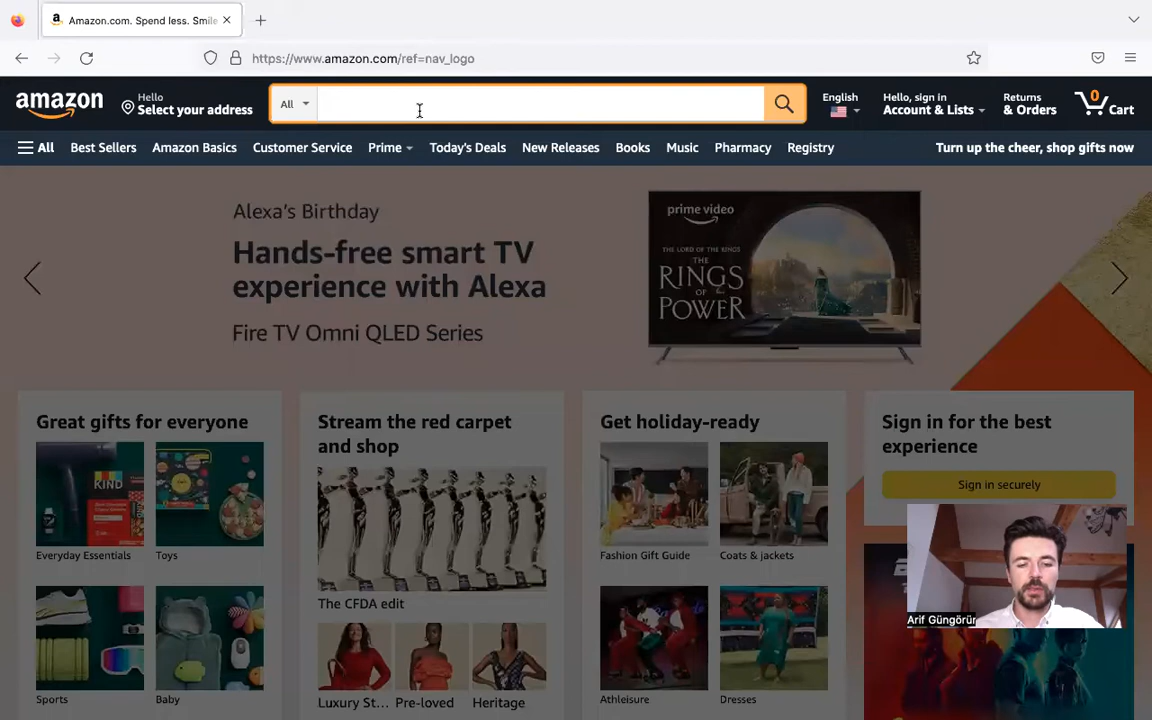 Amazon.com. Spend less. Smile
https://www.amazon.com/ref=nav_logo
amazon
Hello
Select your address
All
English
Hello, sign in
Account & Lists
Returns
& Orders
0
Cart
All
Best Sellers
Amazon Basics
Customer Service
Prime
Today's Deals
New Releases
Books
Music
Pharmacy
Registry
Turn up the cheer, shop gifts now
Alexa's Birthday
Hands-free smart TV
experience with Alexa
Fire TV Omni QLED Series
prime video
THE LORD OF THE RINGS
THE
RINGS
OF
POWER
Great gifts for everyone
KIND
Everyday Essentials
Toys
Sports
Baby
Stream the red carpet
and shop
The CFDA edit
Luxury St...
Pre-loved
Heritage
Get holiday-ready
Fashion Gift Guide
Coats & jackets
Athleisure
Dresses
Sign in for the best
experience
Sign in securely
Arif Güngörür